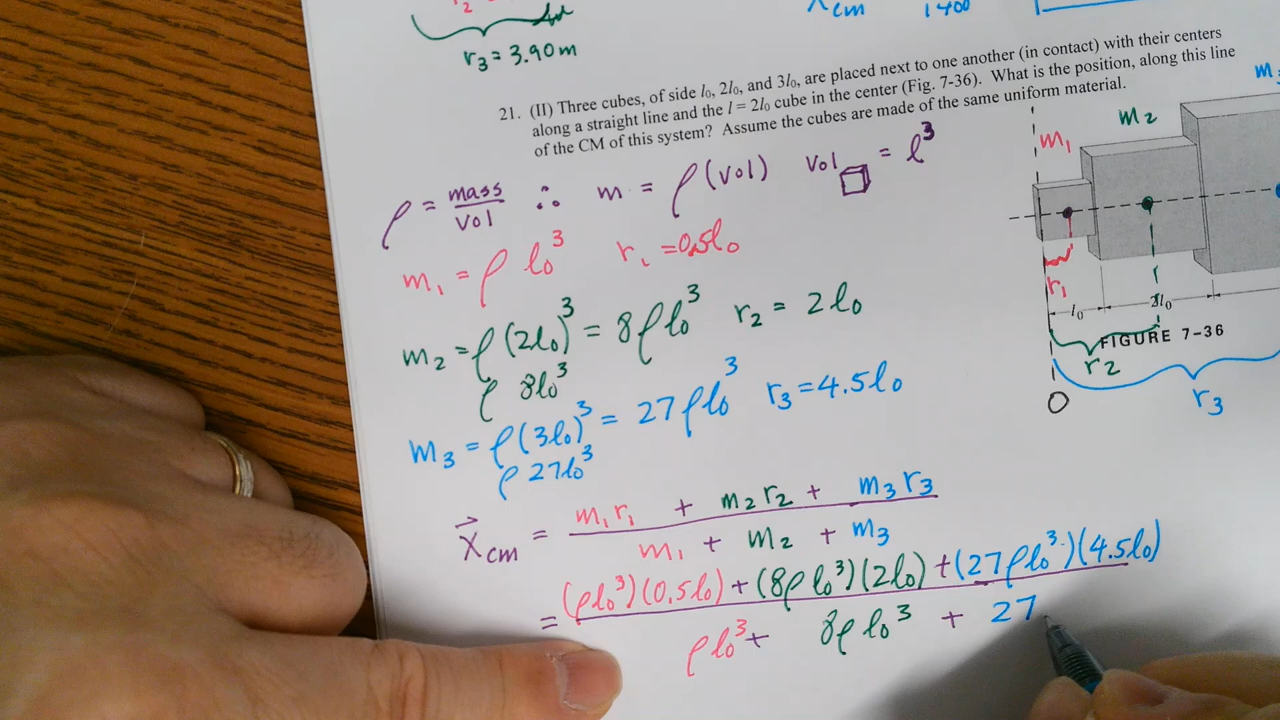 r₂
r₃ = 3.90m
x cm 1400
21. (II) Three cubes, of side l₀, 2l₀, and 3l₀, are placed next to one another (in contact) with their centers
along a straight line and the l = 2l₀ cube in the center (Fig. 7-36). What is the position, along this line
of the CM of this system? Assume the cubes are made of the same uniform material.
ρ = mass/vol ∴ m = ρ(vol) vol = l³
m₁ = ρ l₀³ r₁ = 0.5l₀
m₂ = ρ(2l₀)³ = 8ρl₀³ r₂ = 2l₀
ρ 8l₀³
m₃ = ρ(3l₀)³ = 27ρl₀³ r₃ = 4.5l₀
ρ 27l₀³
x⃗cm = m₁r₁ + m₂r₂ + m₃r₃
m₁ + m₂ + m₃
= (ρl₀³)(0.5l₀) + (8ρl₀³)(2l₀) + (27ρl₀³)(4.5l₀)
ρl₀³ + 8ρl₀³ + 27
m₁ m₂
r₁
l₀ 2l₀
FIGURE 7-36
r₂
O r₃